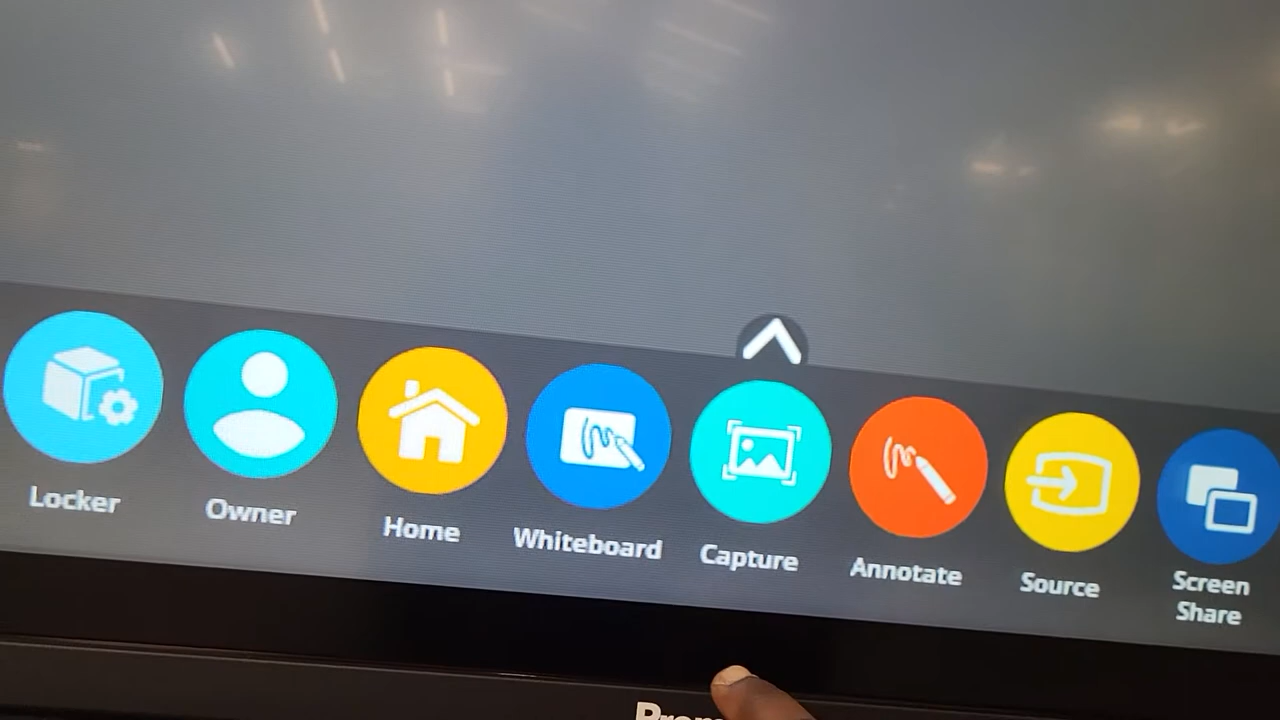 Locker
Owner
Home
Whiteboard
Capture
Annotate
Source
Screen
Share